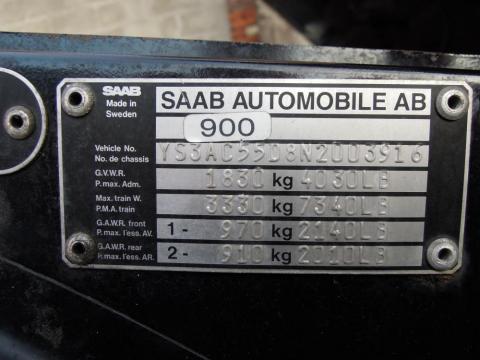 SAAB
Made in
Sweden
SAAB AUTOMOBILE AB
900
Vehicle No.
No. de chassis
YS3AC55D8N2003916
G.V.W.R.
P.max. Adm.
1830 kg 4030LB
Max. train W.
P.M.A. train
3330 kg 7340LB
G.A.W.R. front
P.max. l'ess. AV.
1- 970 kg 2140LB
G.A.W.R. rear
P.max. l'ess. AR.
2- 910 kg 2010LB